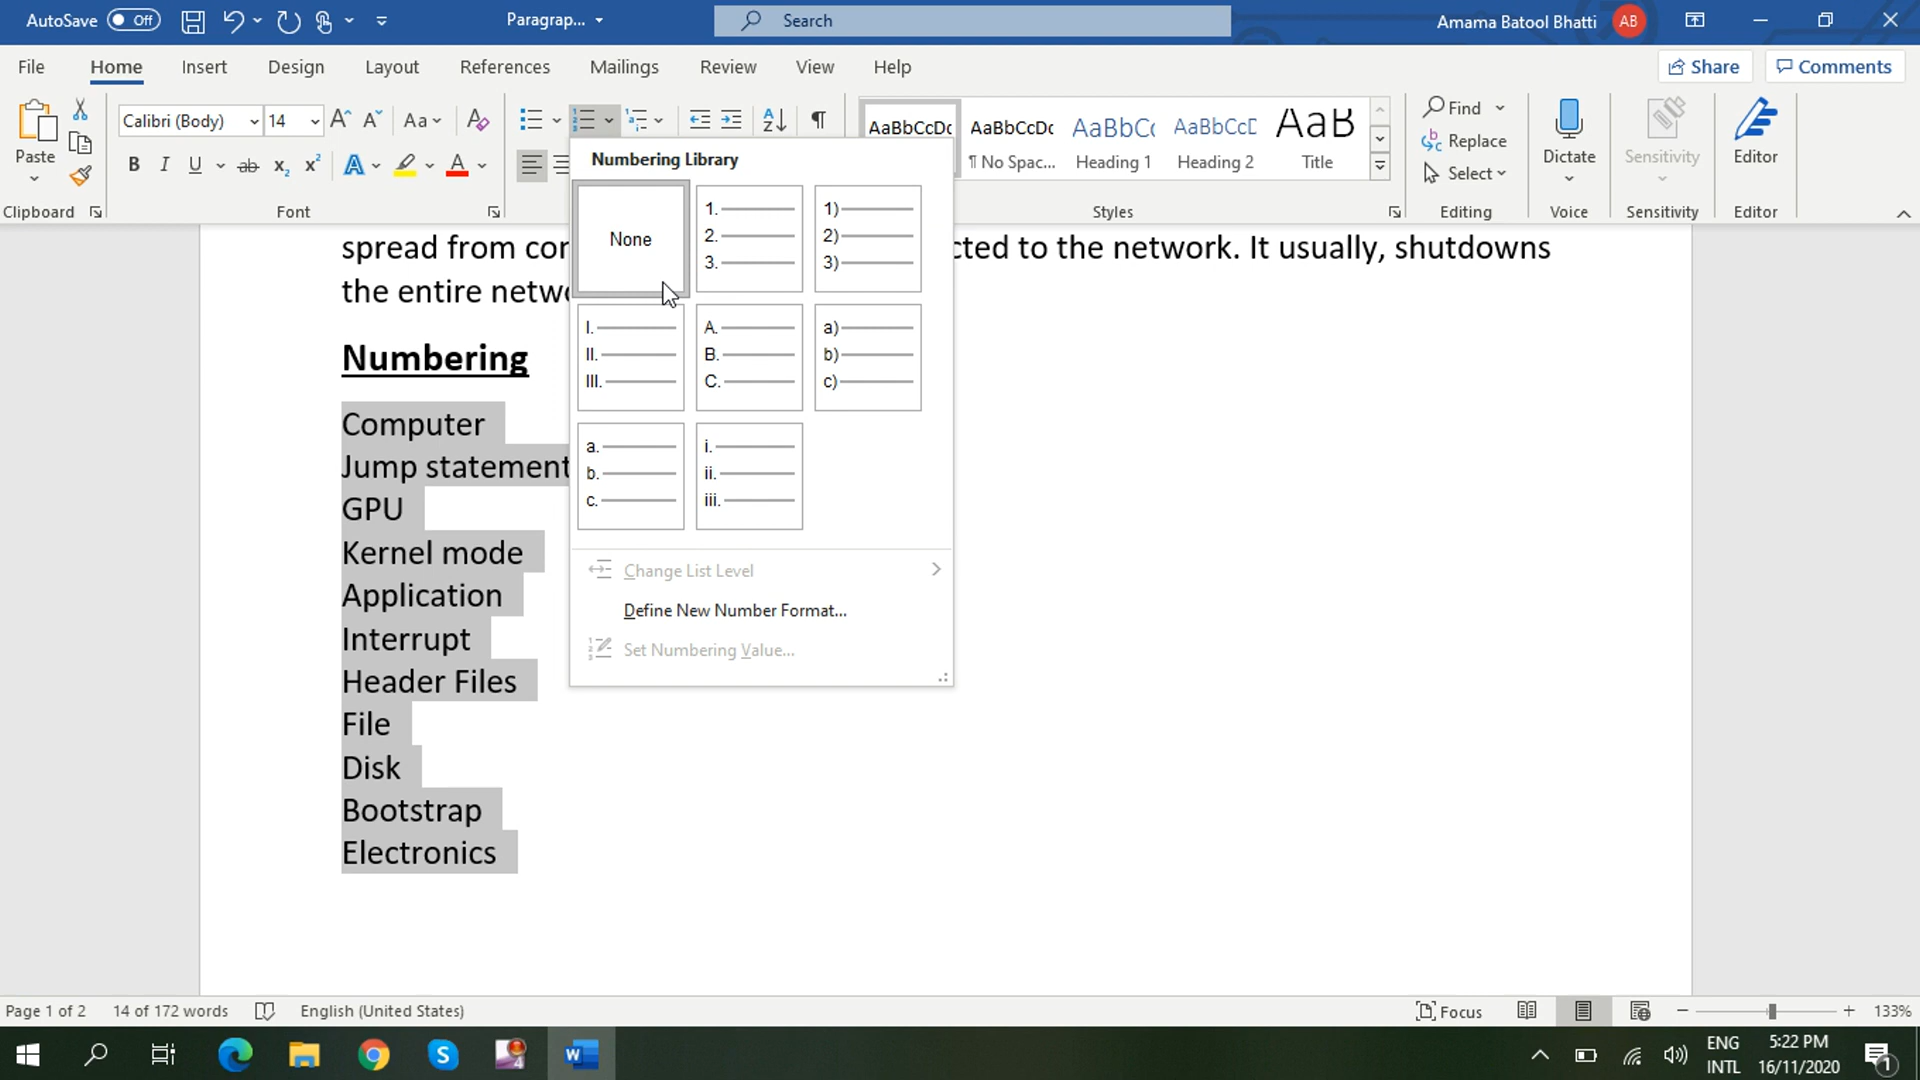 AutoSave Off Paragrap... Search Amama Batool Bhatti AB
File Home Insert Design Layout References Mailings Review View Help Share Comments
Paste
Calibri (Body) 14 Aa
AaBbCcDc AaBbCcDc AaBbCc AaBbCcD AaB
¶ No Spac... Heading 1 Heading 2 Title
Find
Replace
Select
Dictate Sensitivity Editor
Clipboard Font Styles Editing Voice Sensitivity Editor
Numbering Library
None
1.
2.
3.
1)
2)
3)
I.
II.
III.
A.
B.
C.
a)
b)
c)
a.
b.
c.
i.
ii.
iii.
Change List Level
Define New Number Format...
Set Numbering Value...
spread from cted to the network. It usually, shutdowns
the entire
Numbering
Computer
Jump statement
GPU
Kernel mode
Application
Interrupt
Header Files
File
Disk
Bootstrap
Electronics
Page 1 of 2 14 of 172 words English (United States) Focus 133%
ENG 5:22 PM
INTL 16/11/2020 1
4